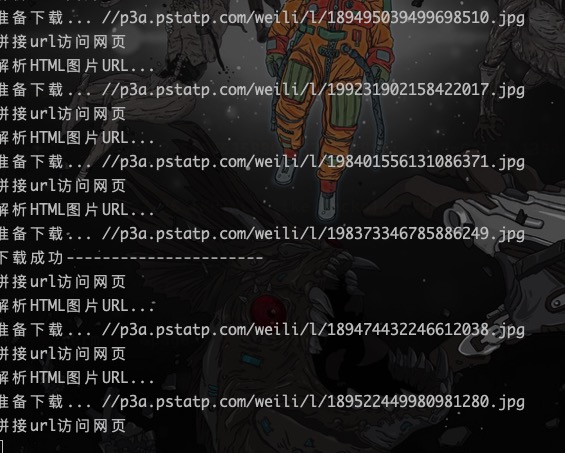 准备下载... //p3a.pstatp.com/weili/l/189495039499698510.jpg
拼接url访问网页
解析HTML图片URL...
准备下载... //p3a.pstatp.com/weili/l/199231902158422017.jpg
拼接url访问网页
解析HTML图片URL...
准备下载... //p3a.pstatp.com/weili/l/198401556131086371.jpg
拼接url访问网页
解析HTML图片URL...
准备下载... //p3a.pstatp.com/weili/l/198373346785886249.jpg
下载成功----------------------
拼接url访问网页
解析HTML图片URL...
准备下载... //p3a.pstatp.com/weili/l/189474432246612038.jpg
拼接url访问网页
解析HTML图片URL...
准备下载... //p3a.pstatp.com/weili/l/189522449980981280.jpg
拼接url访问网页